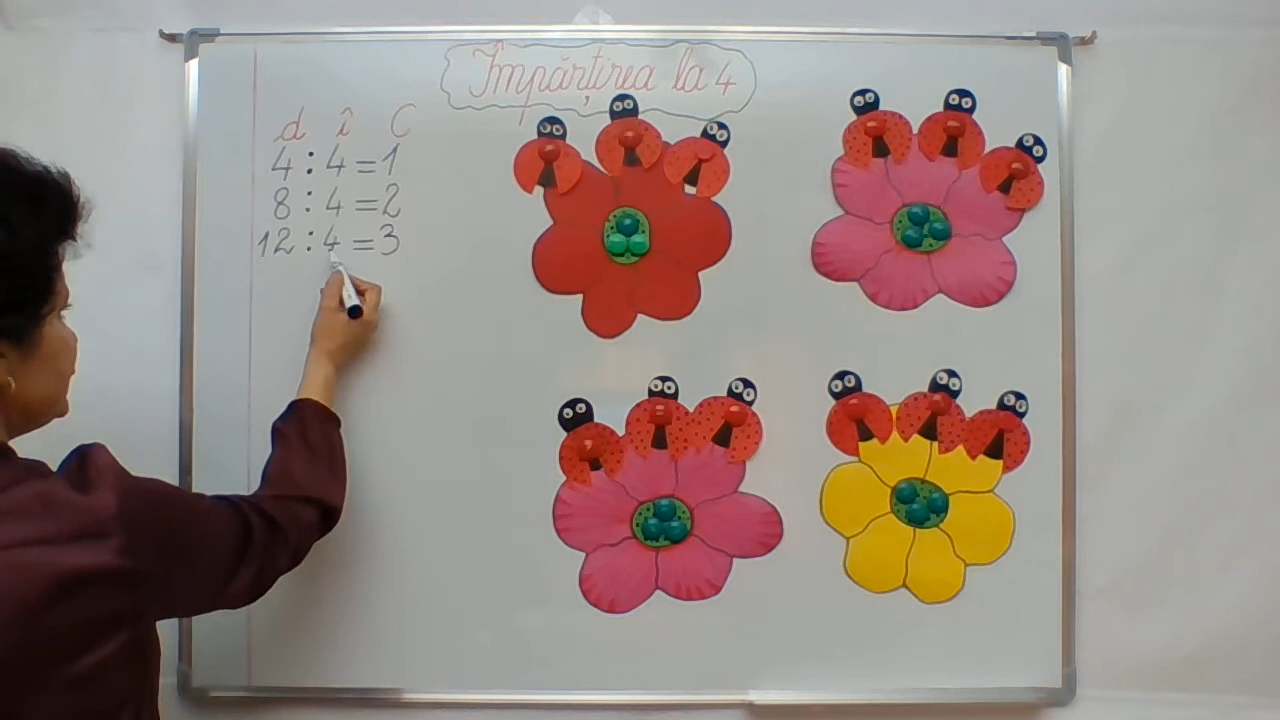 Împărțirea la 4
d î C
4 : 4 = 1
8 : 4 = 2
12 : 4 = 3